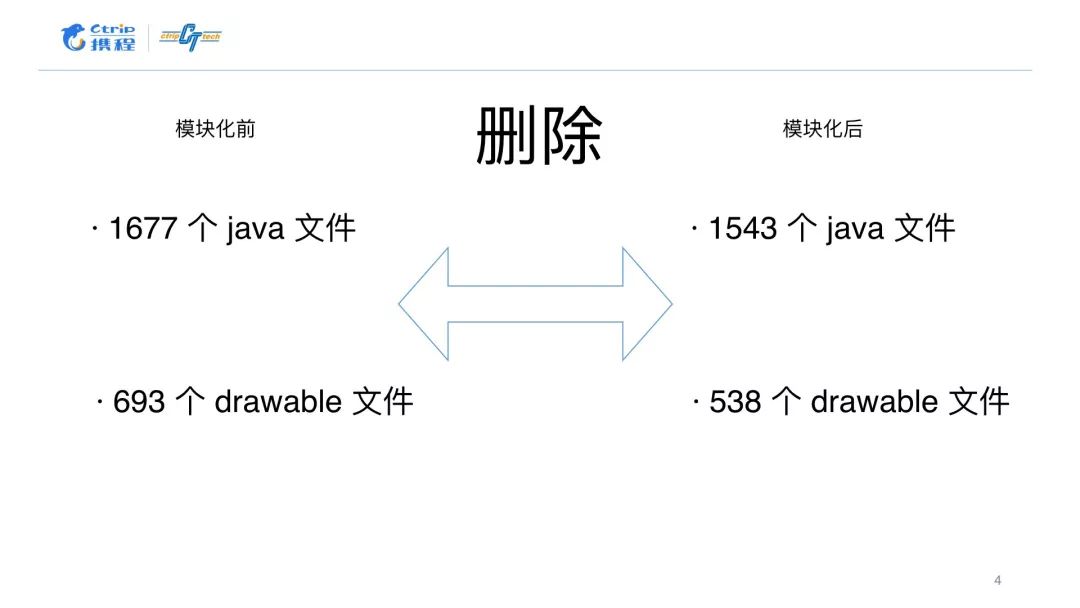 Ctrip
携程
ctrip CT tech
删除
模块化前
模块化后
· 1677 个 java 文件
· 1543 个 java 文件
· 693 个 drawable 文件
· 538 个 drawable 文件
4